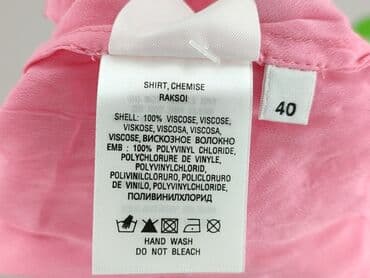 SHIRT, CHEMISE
RAKSOI
SHELL: 100% VISCOSE, VISCOSE,
VISKOSE, VISCOSA, VISCOSA,
VISCOSE, ВИСКОЗНОЕ ВОЛОКНО
EMB : 100% POLYVINYL CHLORIDE,
POLYCHLORURE DE VINYLE,
POLYVINYLCHLORID,
POLIVINILCLORURO, POLICLORURO
DE VINILO, POLYVINYLCHLORIDE,
ПОЛИВИНИЛХЛОРИД
HAND WASH
DO NOT BLEACH
40